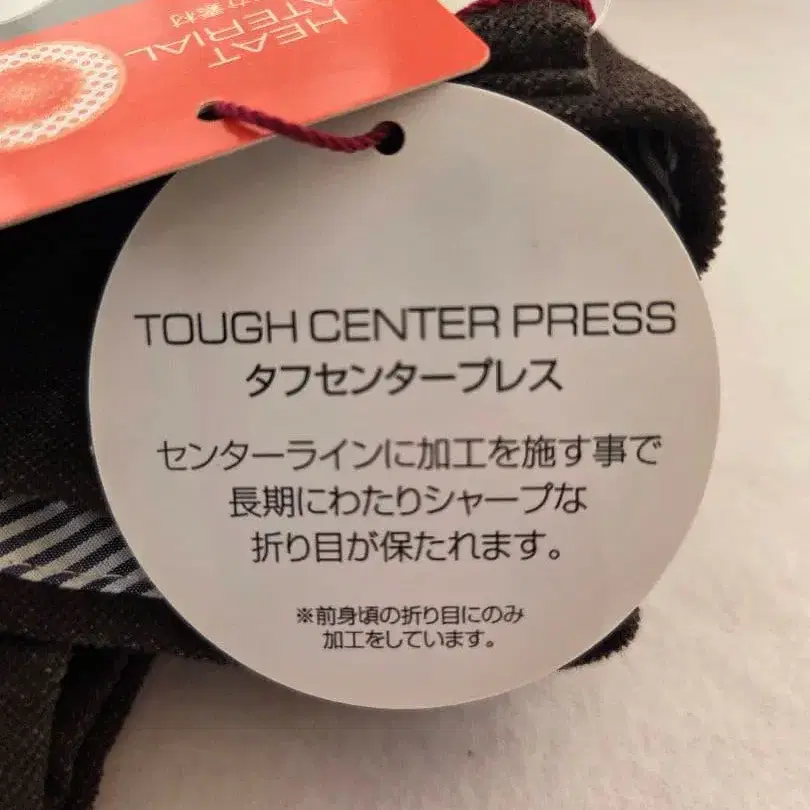 HEAT
TOUGH CENTER PRESS
タフセンタープレス
センターラインに加工を施す事で
長期にわたりシャープな
折り目が保たれます。
※前身頃の折り目にのみ
加工をしています。